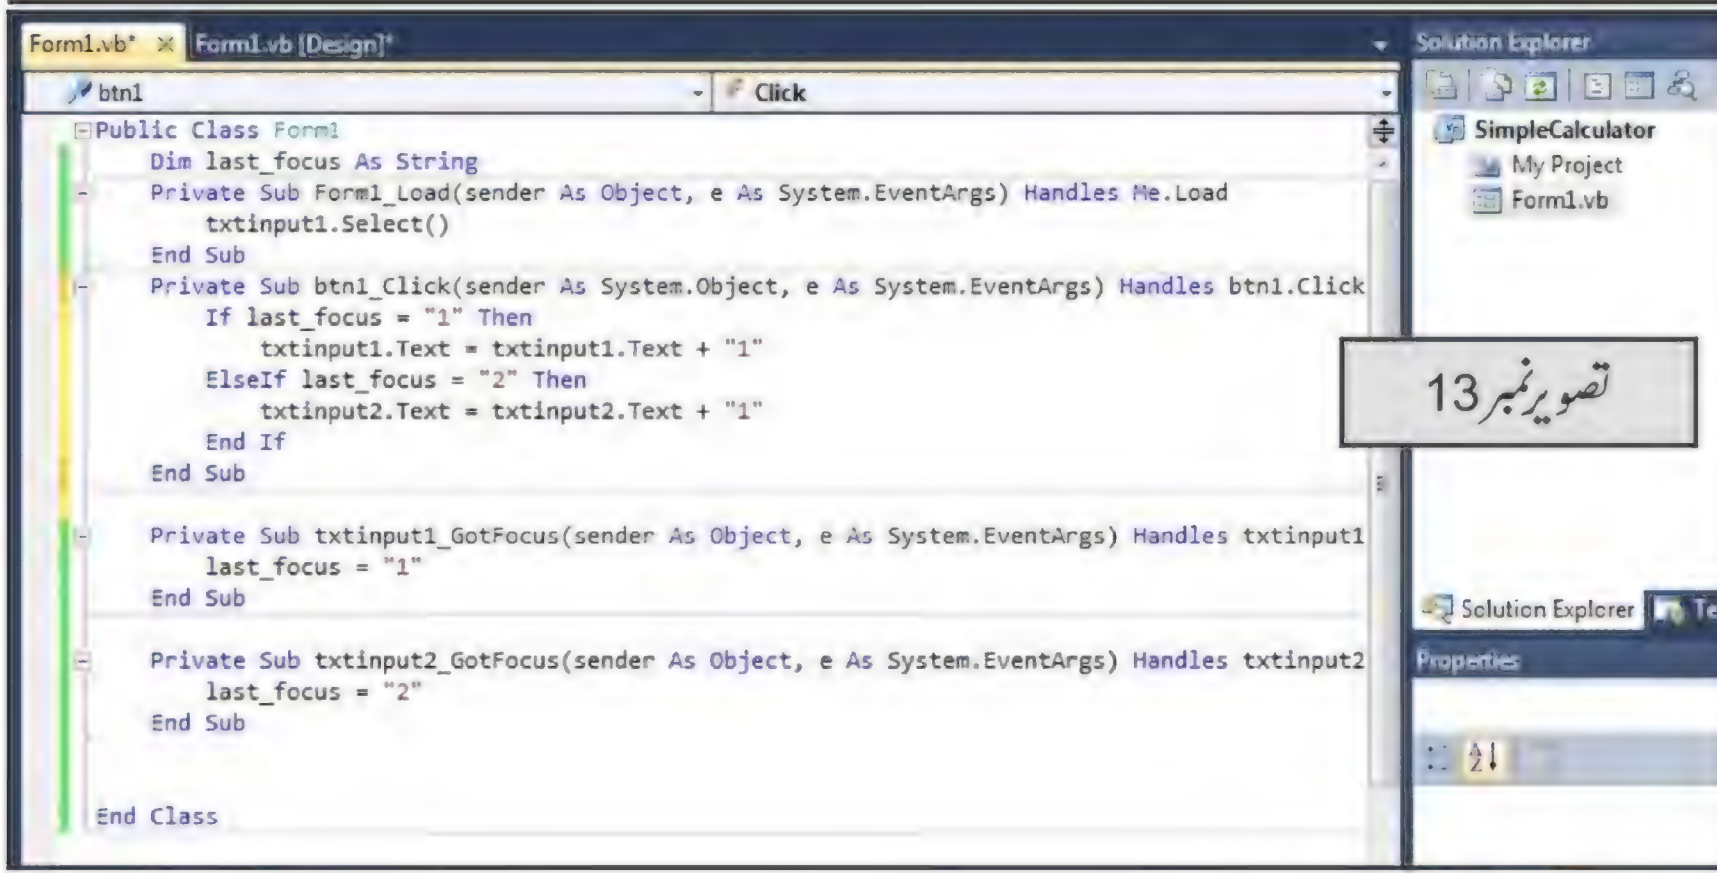 Form1.vb* × Form1.vb [Design]*
btn1 Click
Public Class Form1
Dim last_focus As String
Private Sub Form1_Load(sender As Object, e As System.EventArgs) Handles Me.Load
txtinput1.Select()
End Sub
Private Sub btn1_Click(sender As System.Object, e As System.EventArgs) Handles btn1.Click
If last_focus = "1" Then
txtinput1.Text = txtinput1.Text + "1"
ElseIf last_focus = "2" Then
txtinput2.Text = txtinput2.Text + "1"
End If
End Sub
Private Sub txtinput1_GotFocus(sender As Object, e As System.EventArgs) Handles txtinput1
last_focus = "1"
End Sub
Private Sub txtinput2_GotFocus(sender As Object, e As System.EventArgs) Handles txtinput2
last_focus = "2"
End Sub
End Class
Solution Explorer
SimpleCalculator
My Project
Form1.vb
تصویر نمبر 13
Solution Explorer Te
Properties